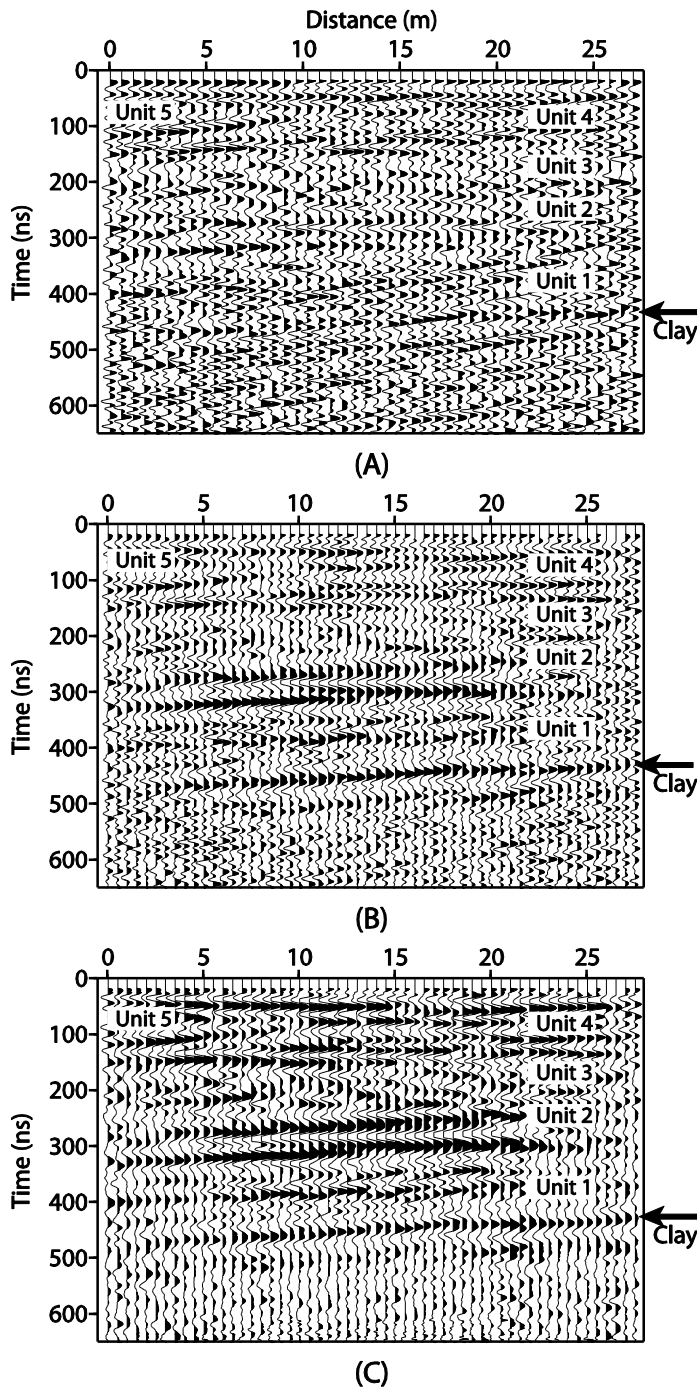 Distance (m)
0 5 10 15 20 25
0
Unit 5
Unit 4
100
Unit 3
200
Unit 2
Time (ns)
300
Unit 1
400
Clay
500
600
(A)
0 5 10 15 20 25
0
Unit 5
Unit 4
100
Unit 3
200
Unit 2
Time (ns)
300
Unit 1
400
Clay
500
600
(B)
0 5 10 15 20 25
0
Unit 5
Unit 4
100
Unit 3
200
Unit 2
Time (ns)
300
Unit 1
400
Clay
500
600
(C)